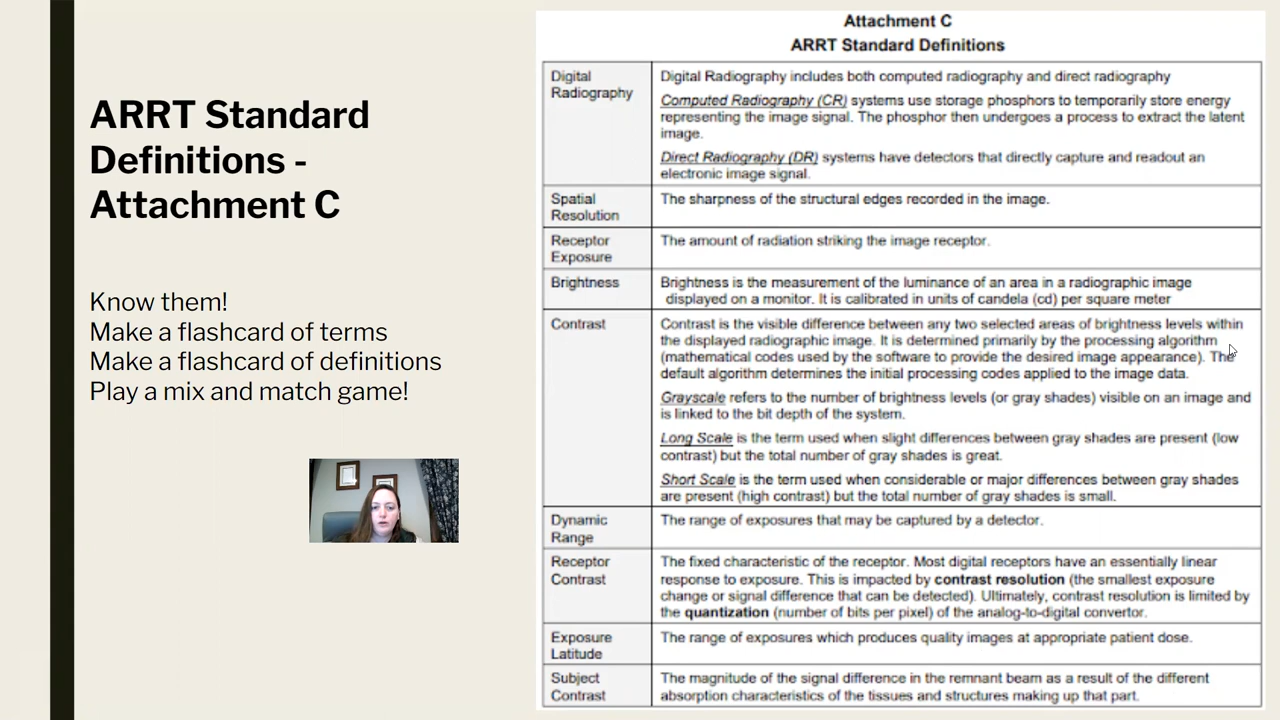 ARRT Standard
Definitions -
Attachment C
Know them!
Make a flashcard of terms
Make a flashcard of definitions
Play a mix and match game!
Attachment C
ARRT Standard Definitions
Digital
Radiography
Digital Radiography includes both computed radiography and direct radiography
Computed Radiography (CR) systems use storage phosphors to temporarily store energy
representing the image signal. The phosphor then undergoes a process to extract the latent
image.
Direct Radiography (DR) systems have detectors that directly capture and readout an
electronic image signal.
Spatial
Resolution
The sharpness of the structural edges recorded in the image.
Receptor
Exposure
The amount of radiation striking the image receptor.
Brightness
Brightness is the measurement of the luminance of an area in a radiographic image
displayed on a monitor. It is calibrated in units of candela (cd) per square meter
Contrast
Contrast is the visible difference between any two selected areas of brightness levels within
the displayed radiographic image. It is determined primarily by the processing algorithm
(mathematical codes used by the software to provide the desired image appearance). The
default algorithm determines the initial processing codes applied to the image data.
Grayscale refers to the number of brightness levels (or gray shades) visible on an image and
is linked to the bit depth of the system.
Long Scale is the term used when slight differences between gray shades are present (low
contrast) but the total number of gray shades is great.
Short Scale is the term used when considerable or major differences between gray shades
are present (high contrast) but the total number of gray shades is small.
Dynamic
Range
The range of exposures that may be captured by a detector.
Receptor
Contrast
The fixed characteristic of the receptor. Most digital receptors have an essentially linear
response to exposure. This is impacted by contrast resolution (the smallest exposure
change or signal difference that can be detected). Ultimately, contrast resolution is limited by
the quantization (number of bits per pixel) of the analog-to-digital convertor.
Exposure
Latitude
The range of exposures which produces quality images at appropriate patient dose.
Subject
Contrast
The magnitude of the signal difference in the remnant beam as a result of the different
absorption characteristics of the tissues and structures making up that part.